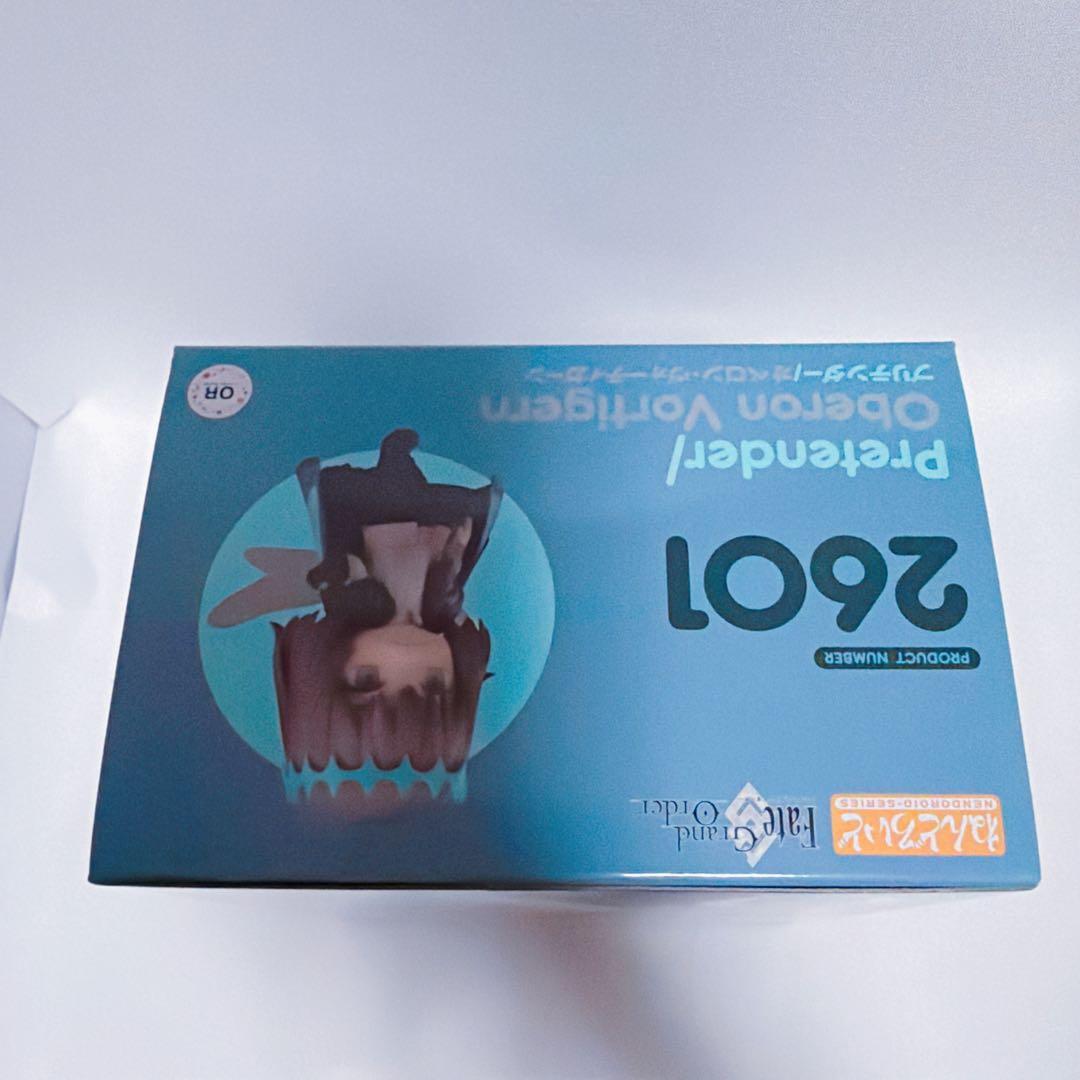 ねんどろいど
NENDOROID-SERIES
Fate
Grand
Order
PRODUCT NUMBER
2601
Pretender/
Oberon Vortigern
プリテンダー/オベロン・ヴォーティガーン
OR